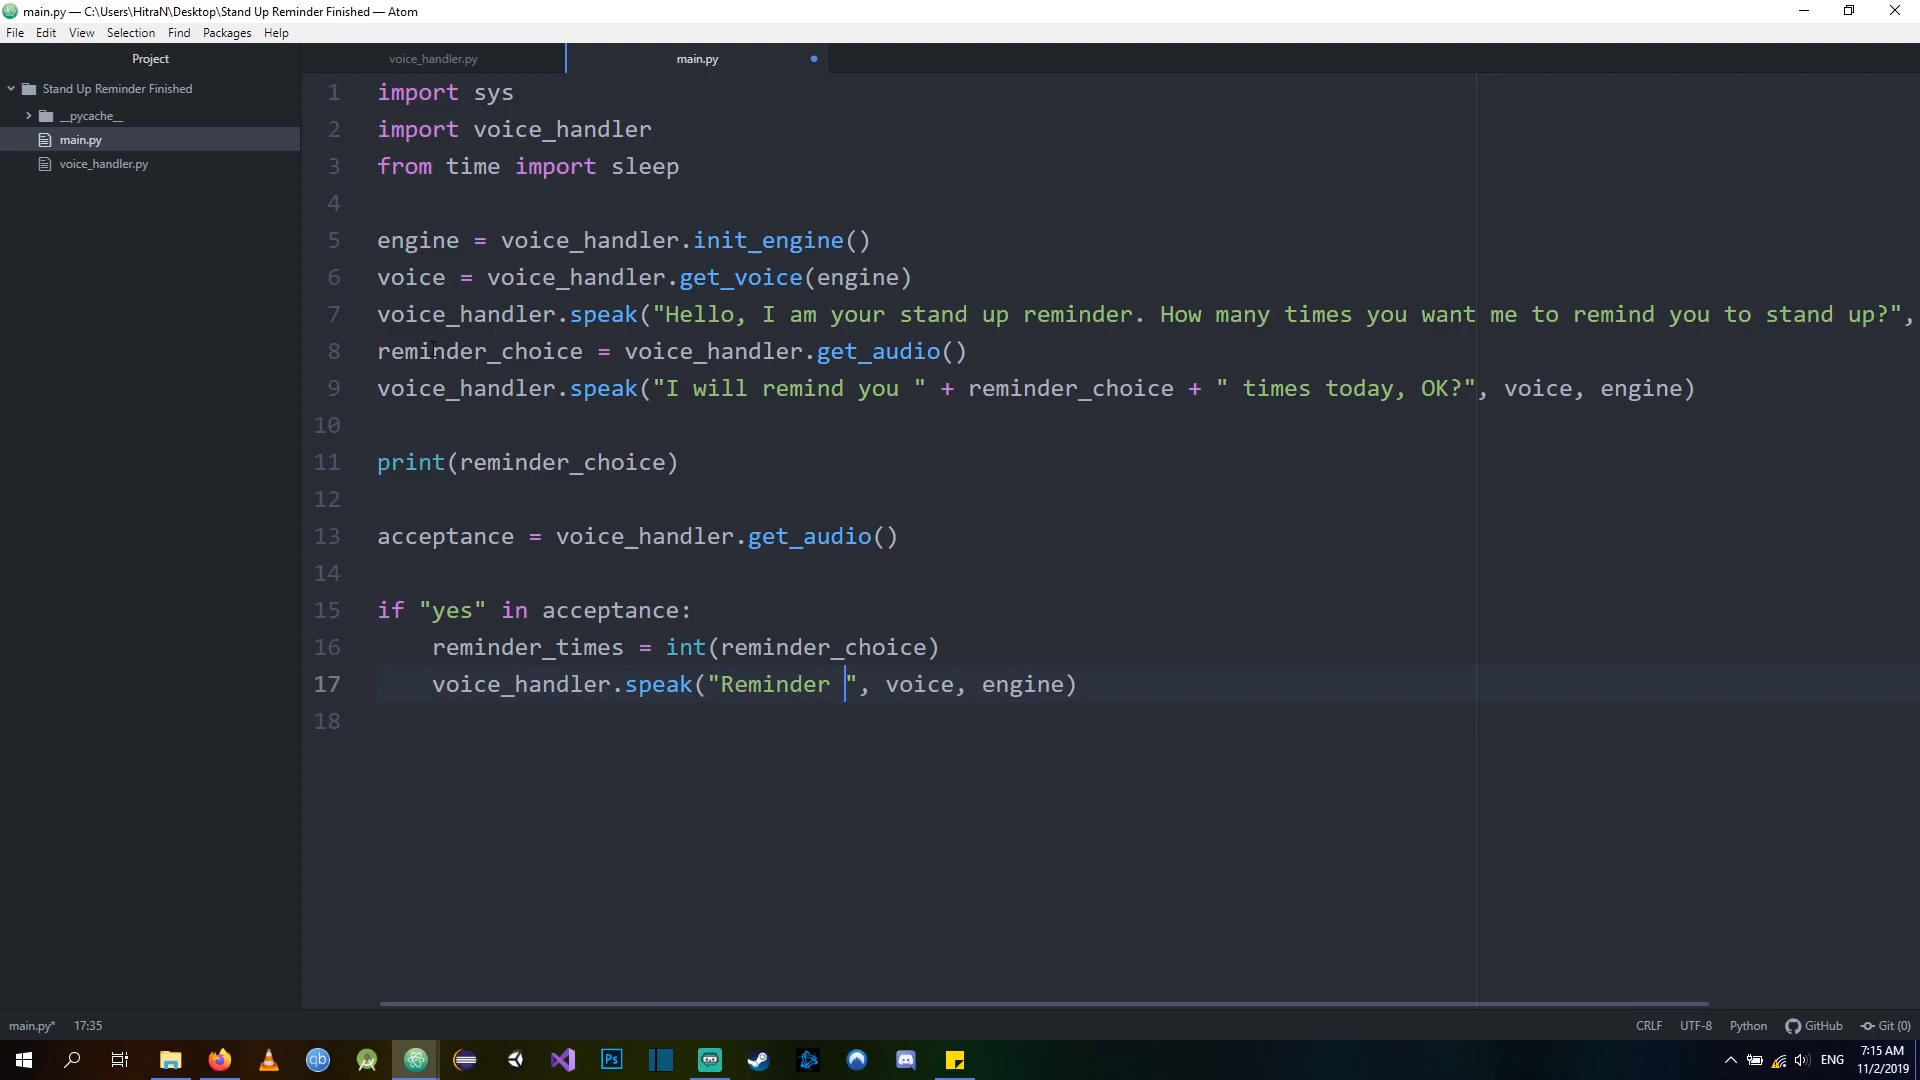 main.py — C:\Users\HitraN\Desktop\Stand Up Reminder Finished — Atom
File Edit View Selection Find Packages Help
Project
voice_handler.py
main.py
Stand Up Reminder Finished
__pycache__
main.py
voice_handler.py
1 import sys
2 import voice_handler
3 from time import sleep
4
5 engine = voice_handler.init_engine()
6 voice = voice_handler.get_voice(engine)
7 voice_handler.speak("Hello, I am your stand up reminder. How many times you want me to remind you to stand up?",
8 reminder_choice = voice_handler.get_audio()
9 voice_handler.speak("I will remind you " + reminder_choice + " times today, OK?", voice, engine)
10
11 print(reminder_choice)
12
13 acceptance = voice_handler.get_audio()
14
15 if "yes" in acceptance:
16     reminder_times = int(reminder_choice)
17     voice_handler.speak("Reminder ", voice, engine)
18
main.py* 17:35
CRLF UTF-8 Python GitHub Git (0)
qb
Ps
ENG
7:15 AM
11/2/2019